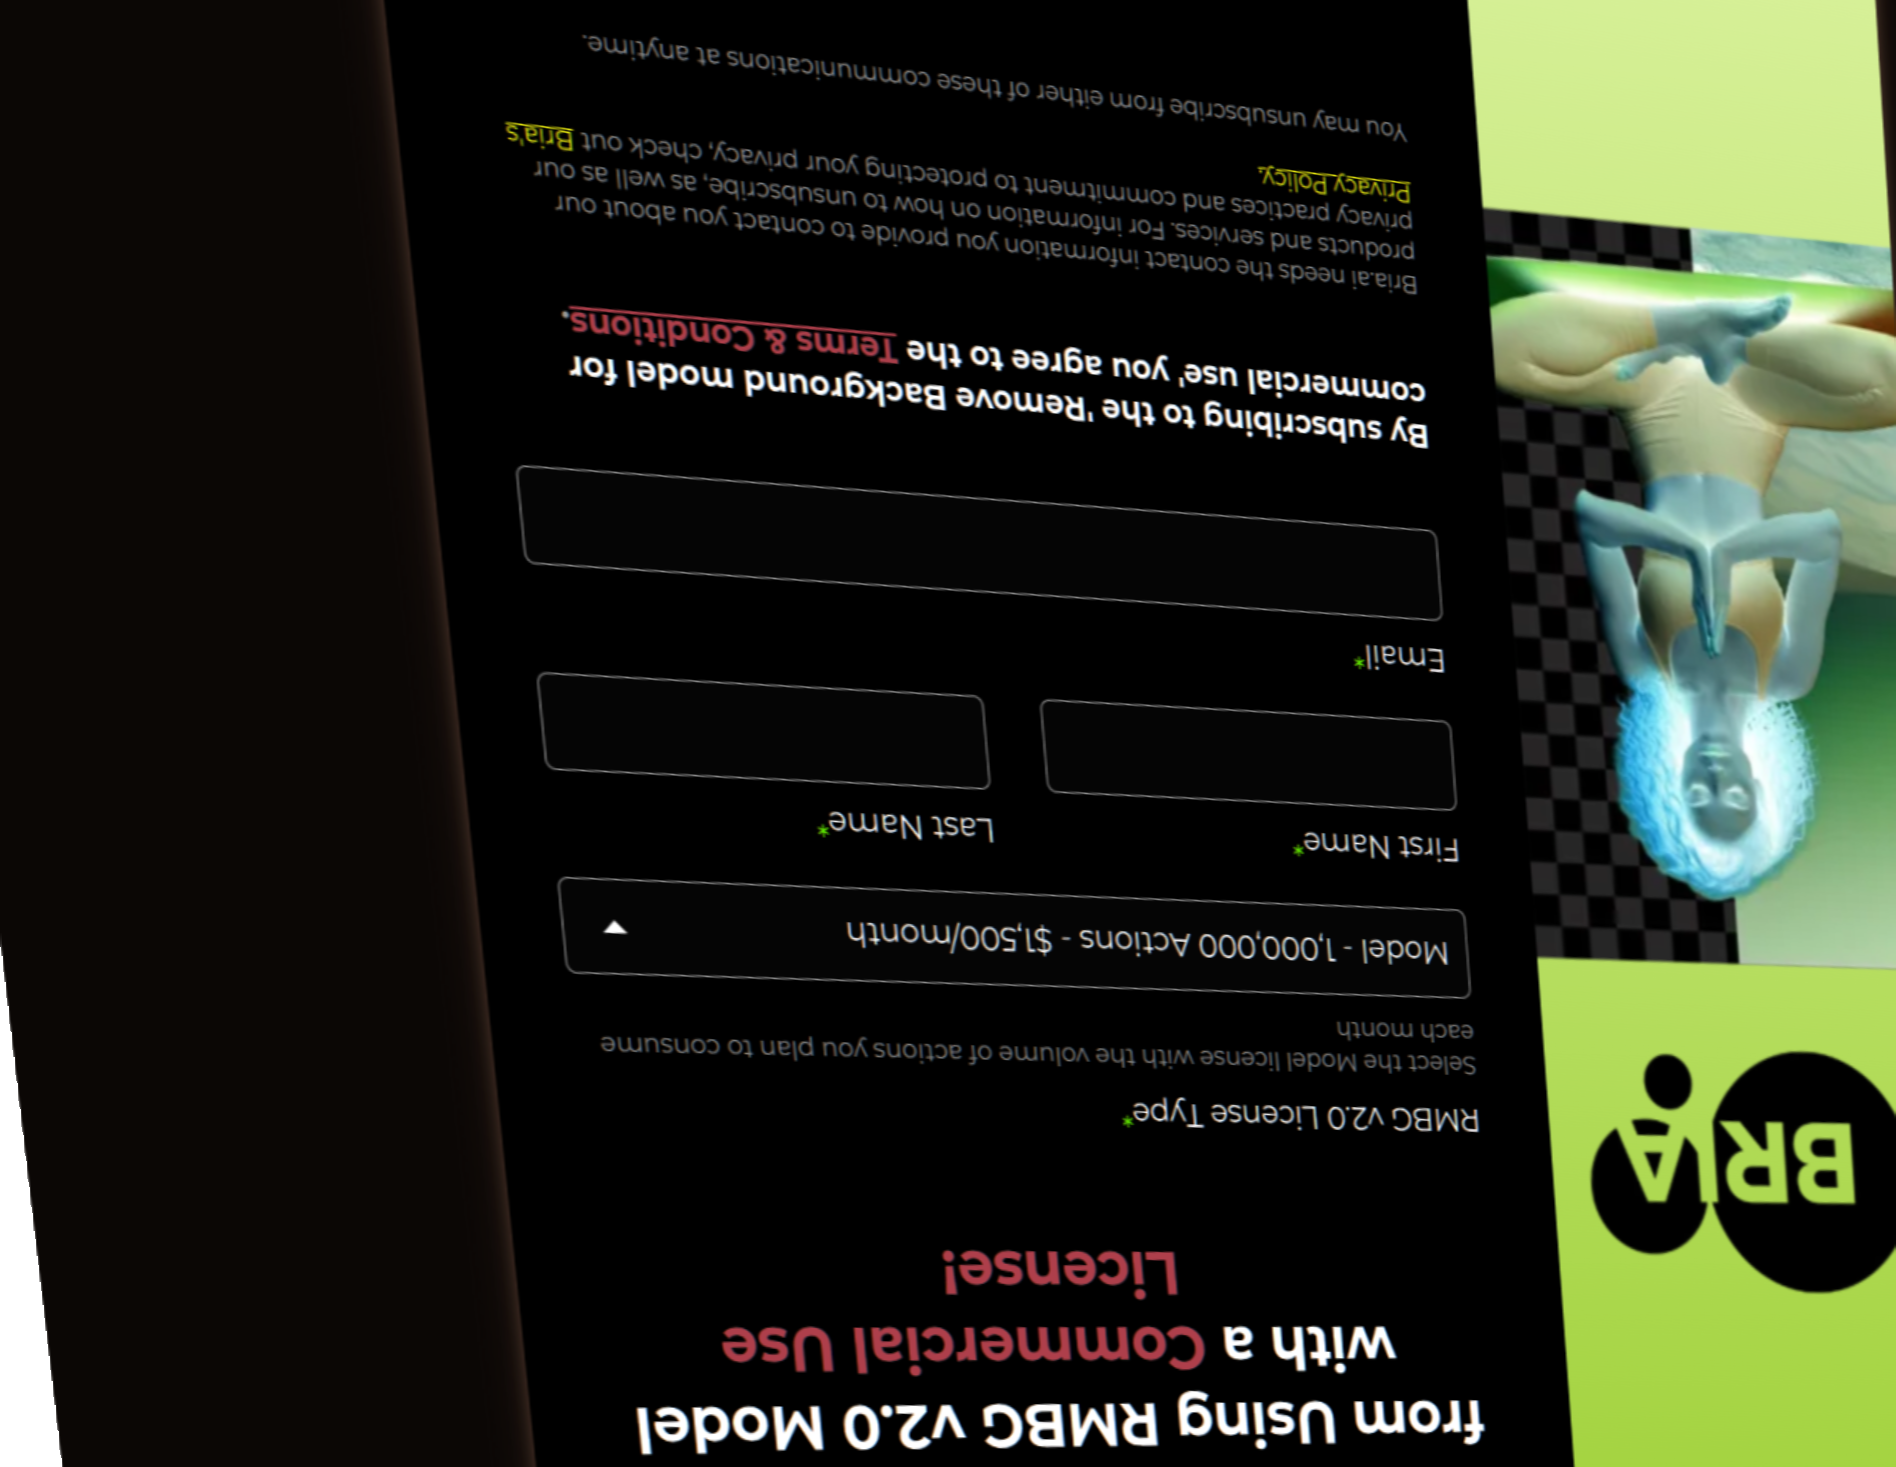 from Using RMBG v2.0 Model
with a Commercial Use
License!
RMBG v2.0 License Type*
Select the Model license with the volume of actions you plan to consume
each month
Model - 1,000,000 Actions - $1,500/month
First Name*
Last Name*
Email*
By subscribing to the 'Remove Background model for
commercial use' you agree to the Terms & Conditions.
Bria.ai needs the contact information you provide to contact you about our
products and services. For information on how to unsubscribe, as well as our
privacy practices and commitment to protecting your privacy, check out Bria's
Privacy Policy.
You may unsubscribe from either of these communications at anytime.
BRIA